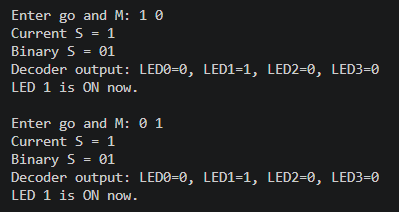 Enter go and M: 1 0
Current S = 1
Binary S = 01
Decoder output: LED0=0, LED1=1, LED2=0, LED3=0
LED 1 is ON now.
Enter go and M: 0 1
Current S = 1
Binary S = 01
Decoder output: LED0=0, LED1=1, LED2=0, LED3=0
LED 1 is ON now.